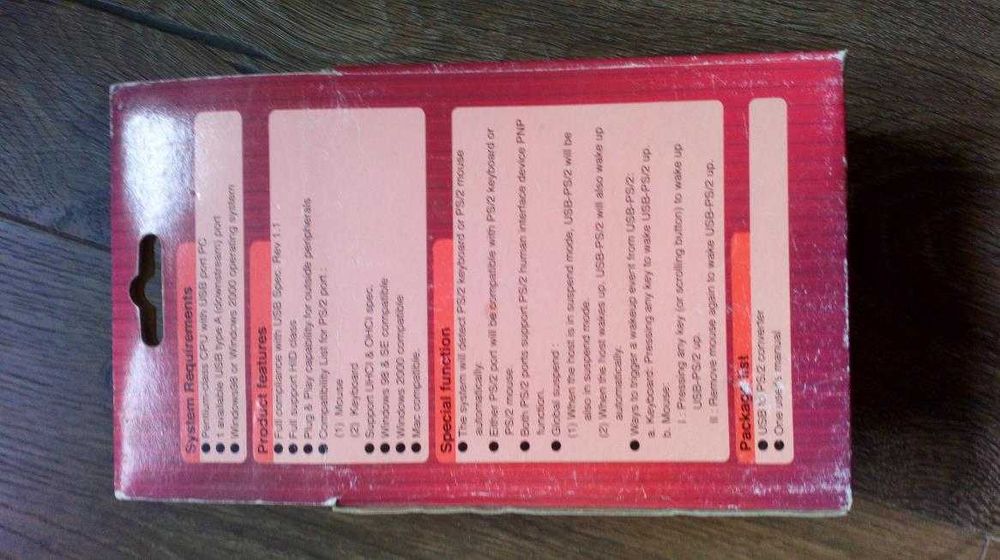 System Requirements
● Pentium-class CPU with USB port PC
● 1 available USB type A (downstream) port
● Windows98 or Windows 2000 operating system
Product features
● Full compliance with USB Spec. Rev 1.1
● Full support HID class
● Plug & Play capability for outside peripherals
● Compatibility List for PS/2 port :
(1) Mouse
(2) Keyboard
● Support UHCI & OHCI spec.
● Windows 98 & SE compatible
● Windows 2000 compatible
● Mac compatible.
Special function
● The system will detect PS/2 keyboard or PS/2 mouse
automatically.
● Either PS/2 port will be compatible with PS/2 keyboard or
PS/2 mouse.
● Both PS/2 ports support PS/2 human interface device PNP
function.
● Global suspend :
(1) When the host is in suspend mode, USB-PS/2 will be
also in suspend mode.
(2) When the host wakes up, USB-PS/2 will also wake up
automatically.
● Ways to trigger a wakeup event from USB-PS/2:
a. Keyboard: Pressing any key to wake USB-PS/2 up.
b. Mouse:
i : Pressing any key (or scrolling button) to wake up
USB-PS/2 up.
ii : Remove mouse again to wake USB-PS/2 up.
Package list
● USB to PS/2 converter
● One user's manual